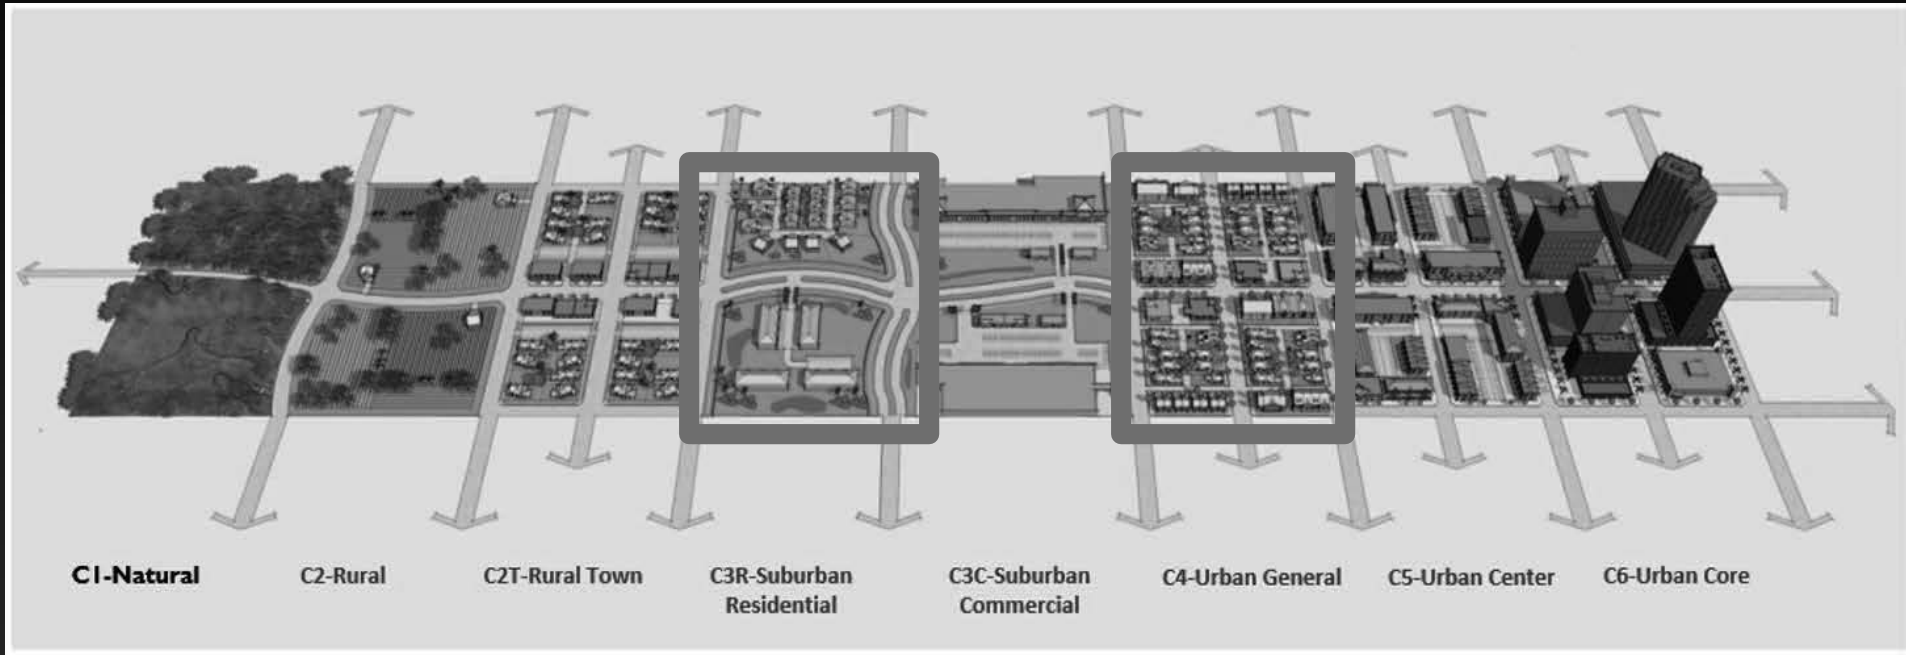 C1-Natural
C2-Rural
C2T-Rural Town
C3R-Suburban
Residential
C3C-Suburban
Commercial
C4-Urban General
C5-Urban Center
C6-Urban Core